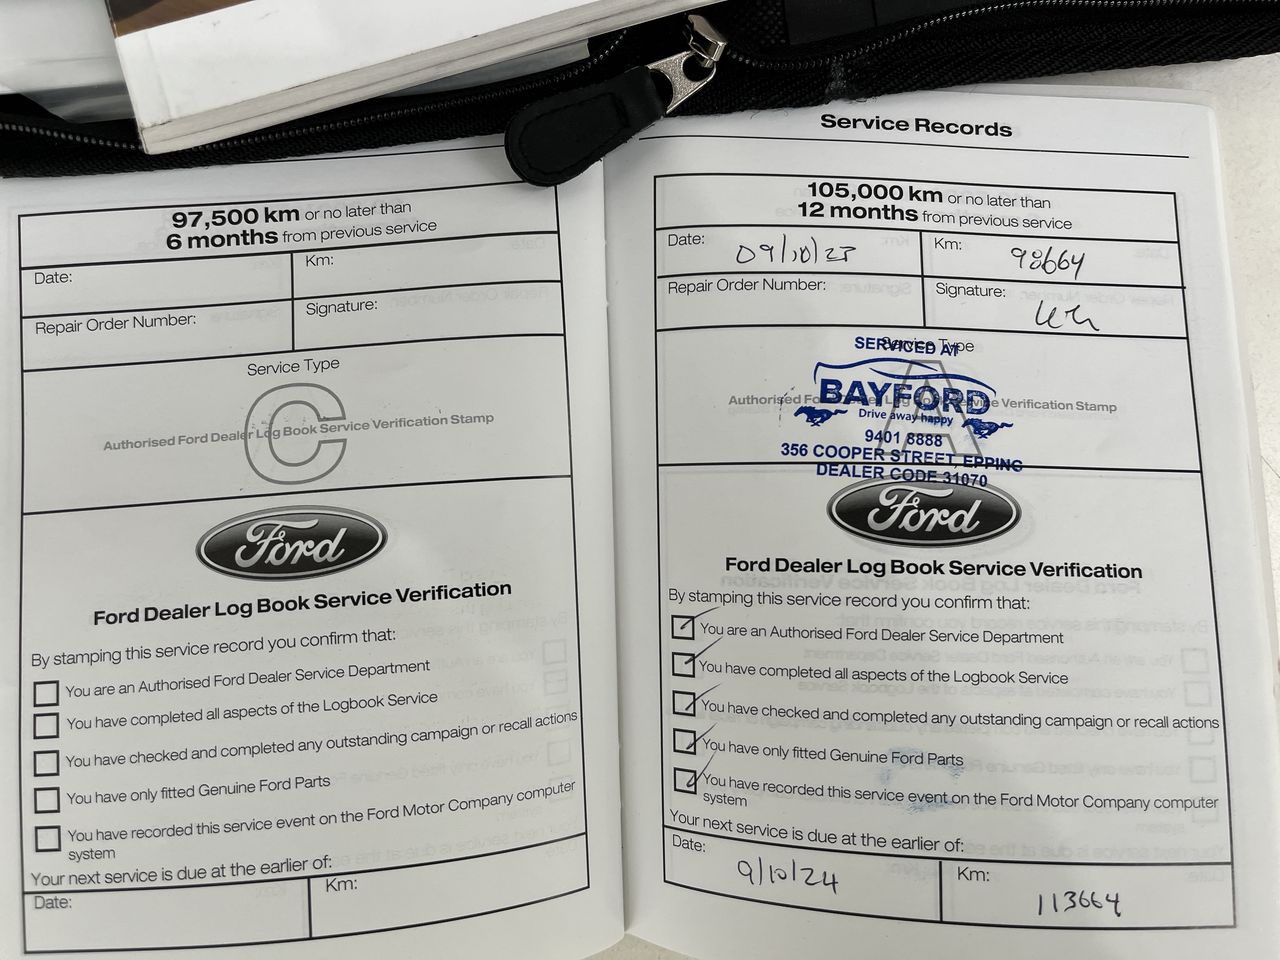 97,500 km or no later than
6 months from previous service
Date:
Km:
Repair Order Number:
Signature:
Service Type
C
Authorised Ford Dealer Log Book Service Verification Stamp
Ford
Ford Dealer Log Book Service Verification
By stamping this service record you confirm that:
You are an Authorised Ford Dealer Service Department
You have completed all aspects of the Logbook Service
You have checked and completed any outstanding campaign or recall actions
You have only fitted Genuine Ford Parts
You have recorded this service event on the Ford Motor Company computer
system
Your next service is due at the earlier of:
Date:
Km:
Service Records
105,000 km or no later than
12 months from previous service
Date: 09/10/23
Km: 98664
Repair Order Number:
Signature:
Service Type
A
Authorised Ford Dealer Log Book Service Verification Stamp
SERVICED AT
BAYFORD
Drive away happy
9401 8888
356 COOPER STREET, EPPING
DEALER CODE 31070
Ford
Ford Dealer Log Book Service Verification
By stamping this service record you confirm that:
You are an Authorised Ford Dealer Service Department
You have completed all aspects of the Logbook Service
You have checked and completed any outstanding campaign or recall actions
You have only fitted Genuine Ford Parts
You have recorded this service event on the Ford Motor Company computer
system
Your next service is due at the earlier of:
Date: 9/10/24
Km: 113664